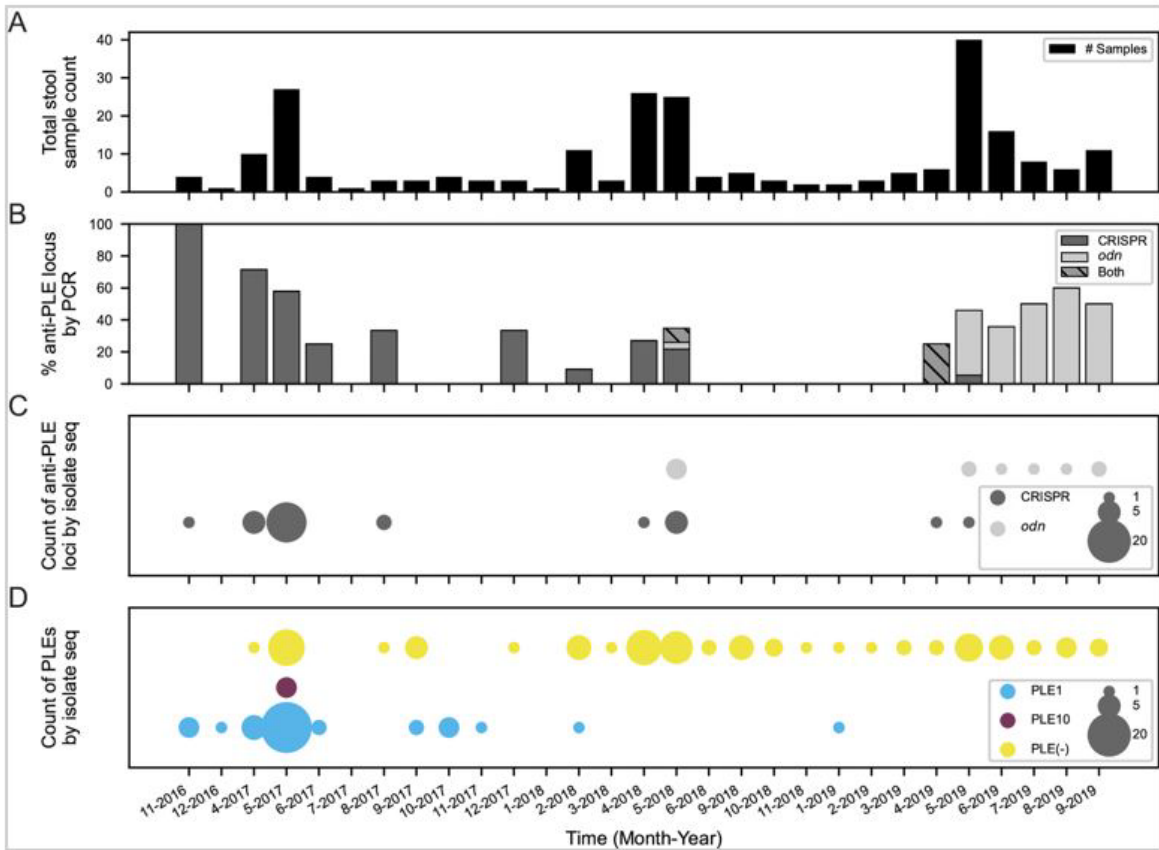 A
Total stool
sample count
40
30
20
10
0
# Samples
B
% anti-PLE locus
by PCR
100
80
60
40
20
0
CRISPR
odn
Both
C
Count of anti-PLE
loci by isolate seq
CRISPR
odn
1
5
20
D
Count of PLEs
by isolate seq
PLE1
PLE10
PLE(-)
1
5
20
11-2016
12-2016
4-2017
5-2017
6-2017
7-2017
8-2017
9-2017
10-2017
11-2017
12-2017
1-2018
2-2018
3-2018
4-2018
5-2018
6-2018
9-2018
10-2018
11-2018
1-2019
2-2019
3-2019
4-2019
5-2019
6-2019
7-2019
8-2019
9-2019
Time (Month-Year)